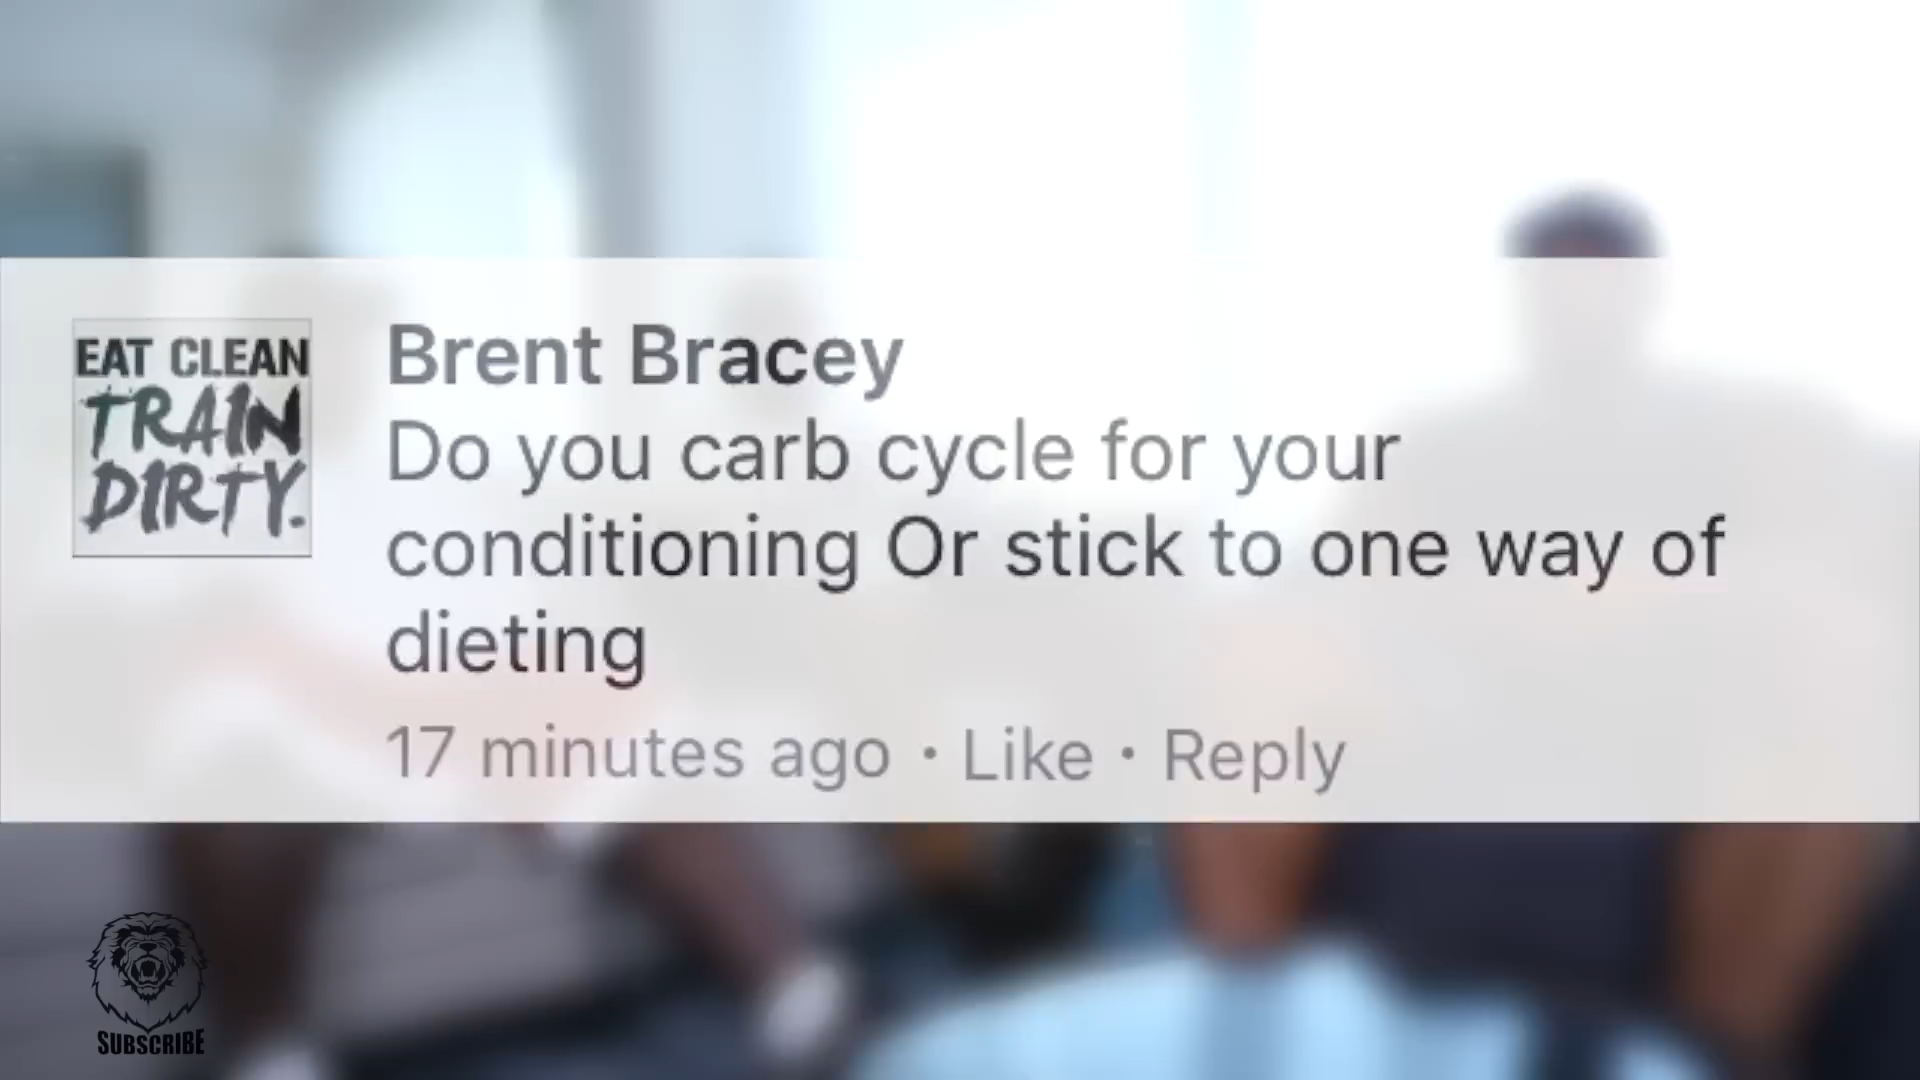 EAT CLEAN
TRAIN
DIRTY.
Brent Bracey
Do you carb cycle for your
conditioning Or stick to one way of
dieting
17 minutes ago · Like · Reply
SUBSCRIBE